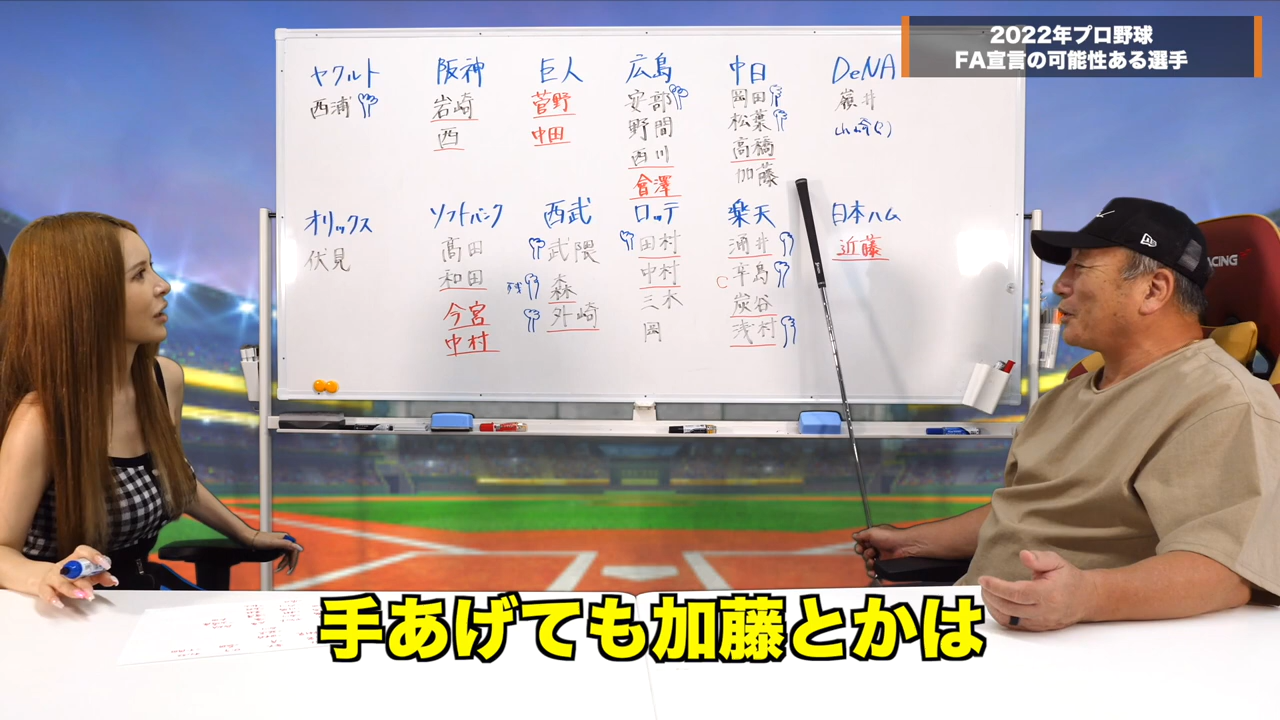 2022年プロ野球
FA宣言の可能性ある選手
ヤクルト
西浦
阪神
岩崎
西
巨人
菅野
中田
広島
安部
野間
西川
會澤
中日
岡田
松葉
高橋
加藤
DeNA
嶺井
山崎(?)
オリックス
伏見
ソフトバンク
髙田
和田
今宮
中村
西武
武隈
森
外崎
ロッテ
田村
中村
三木
岡
楽天
涌井
辛島
炭谷
浅村
日本ハム
近藤
手あげても加藤とかは